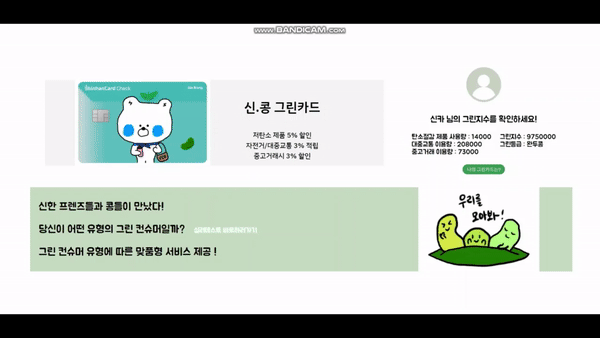 www.BANDICAM.com
ShinhanCard Check
신.콩 그린카드
저탄소 제품 5% 할인
자전거/대중교통 3% 적립
중고거래시 3% 할인
신카 님의 그린지수를 확인하세요!
탄소절감 제품 사용량 : 14000
대중교통 이용량 : 208000
중고거래 이용량 : 73000
그린지수 : 9750000
그린등급 : 완두콩
신한 프렌즈들과 콩들이 만났다!
당신이 어떤 유형의 그린 컨슈머일까?
그린 컨슈머 유형에 따른 맞춤형 서비스 제공 !
우리를
모아봐!